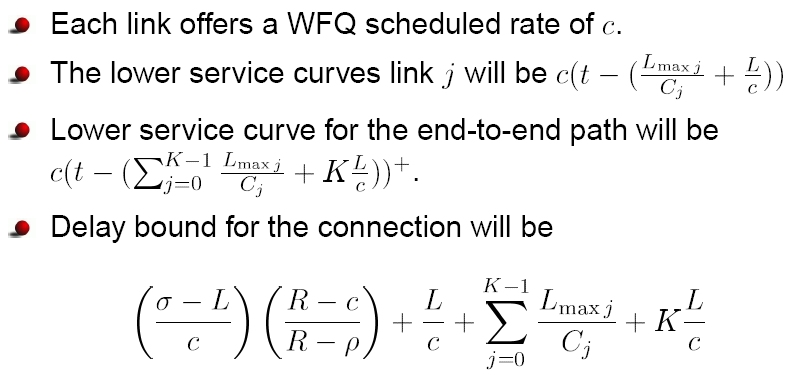 Each link offers a WFQ scheduled rate of c.
The lower service curves link j will be c(t − (\frac{L_{max j}}{C_j} + \frac{L}{c}))
Lower service curve for the end-to-end path will be
c(t − (\sum_{j=0}^{K−1} \frac{L_{max j}}{C_j} + K\frac{L}{c}))^+.
Delay bound for the connection will be
\left(\frac{σ − L}{c}\right) \left(\frac{R − c}{R − ρ}\right) + \frac{L}{c} + \sum_{j=0}^{K−1} \frac{L_{max j}}{C_j} + K\frac{L}{c}